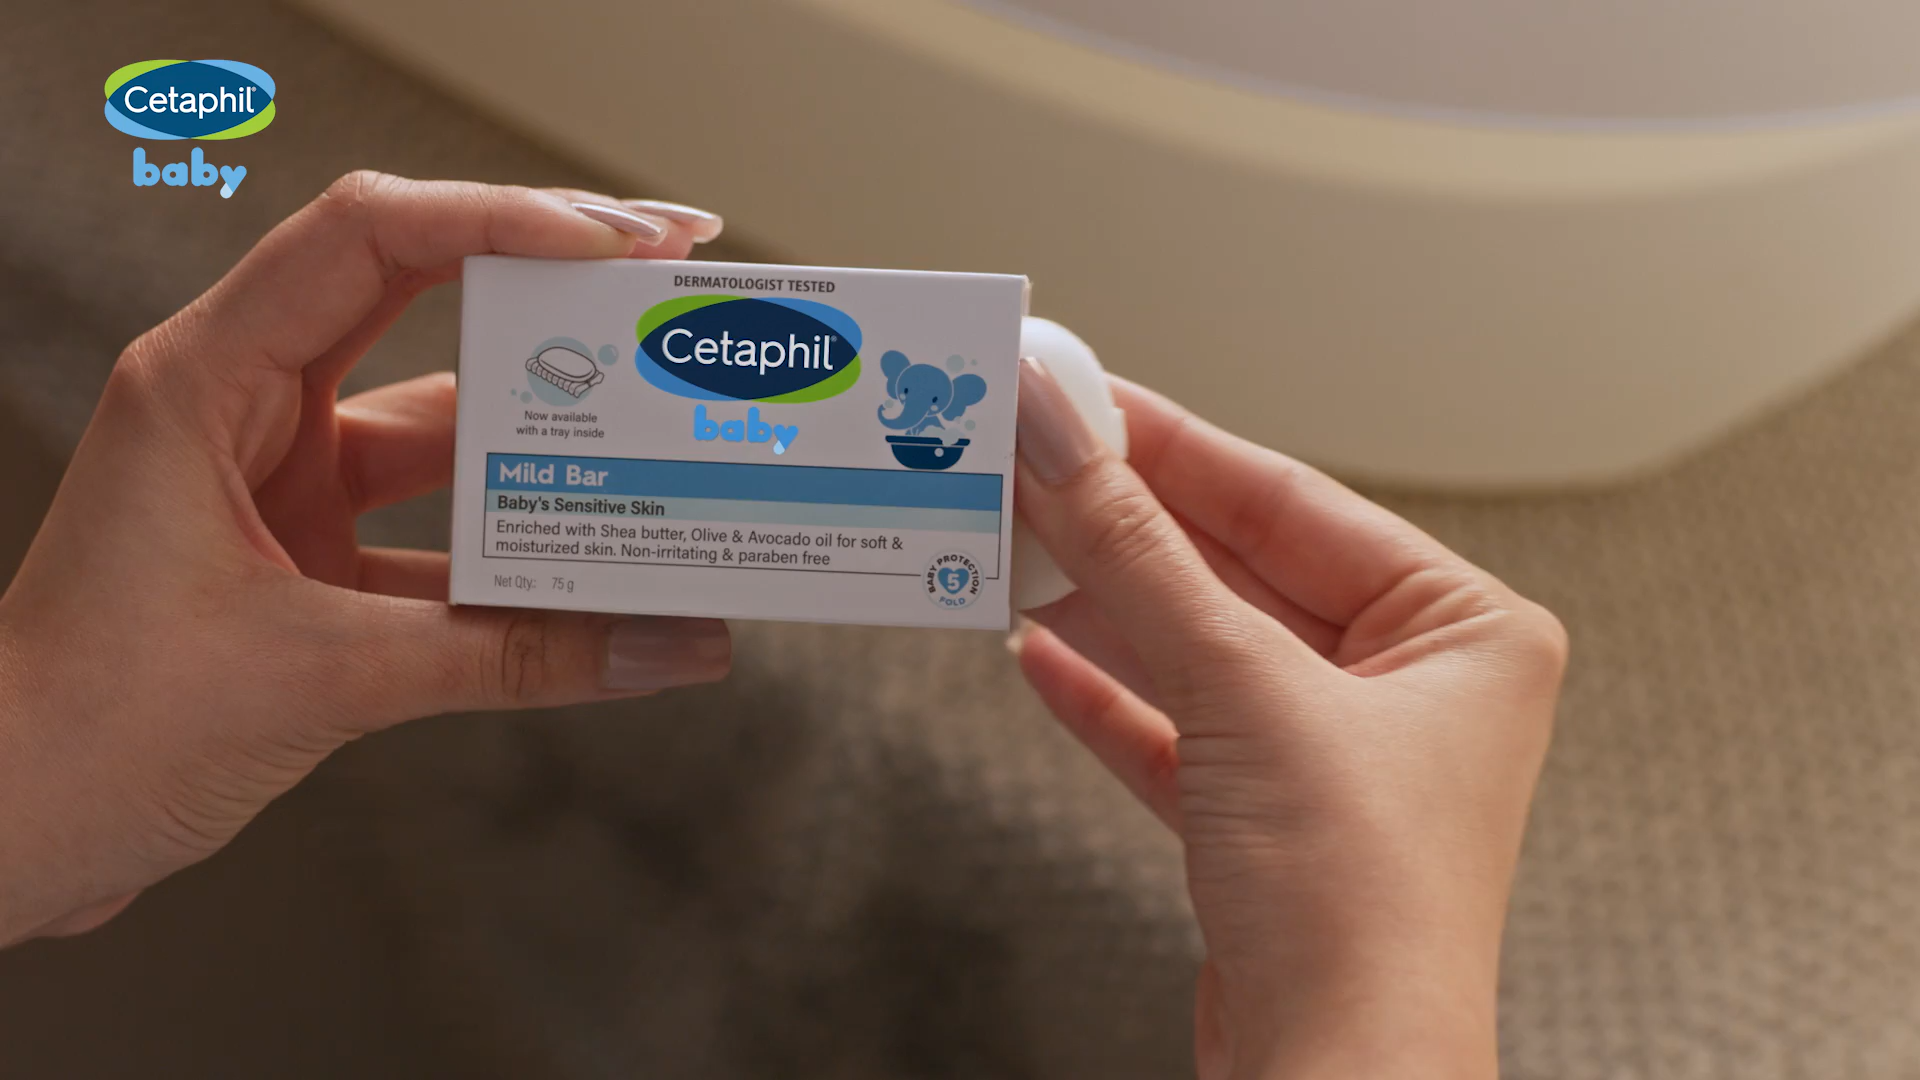 Cetaphil
baby
DERMATOLOGIST TESTED
Cetaphil
baby
Now available
with a tray inside
Mild Bar
Baby's Sensitive Skin
Enriched with Shea butter, Olive & Avocado oil for soft &
moisturized skin. Non-irritating & paraben free
Net Qty: 75 g
BABY PROTECTION
5
FOLD